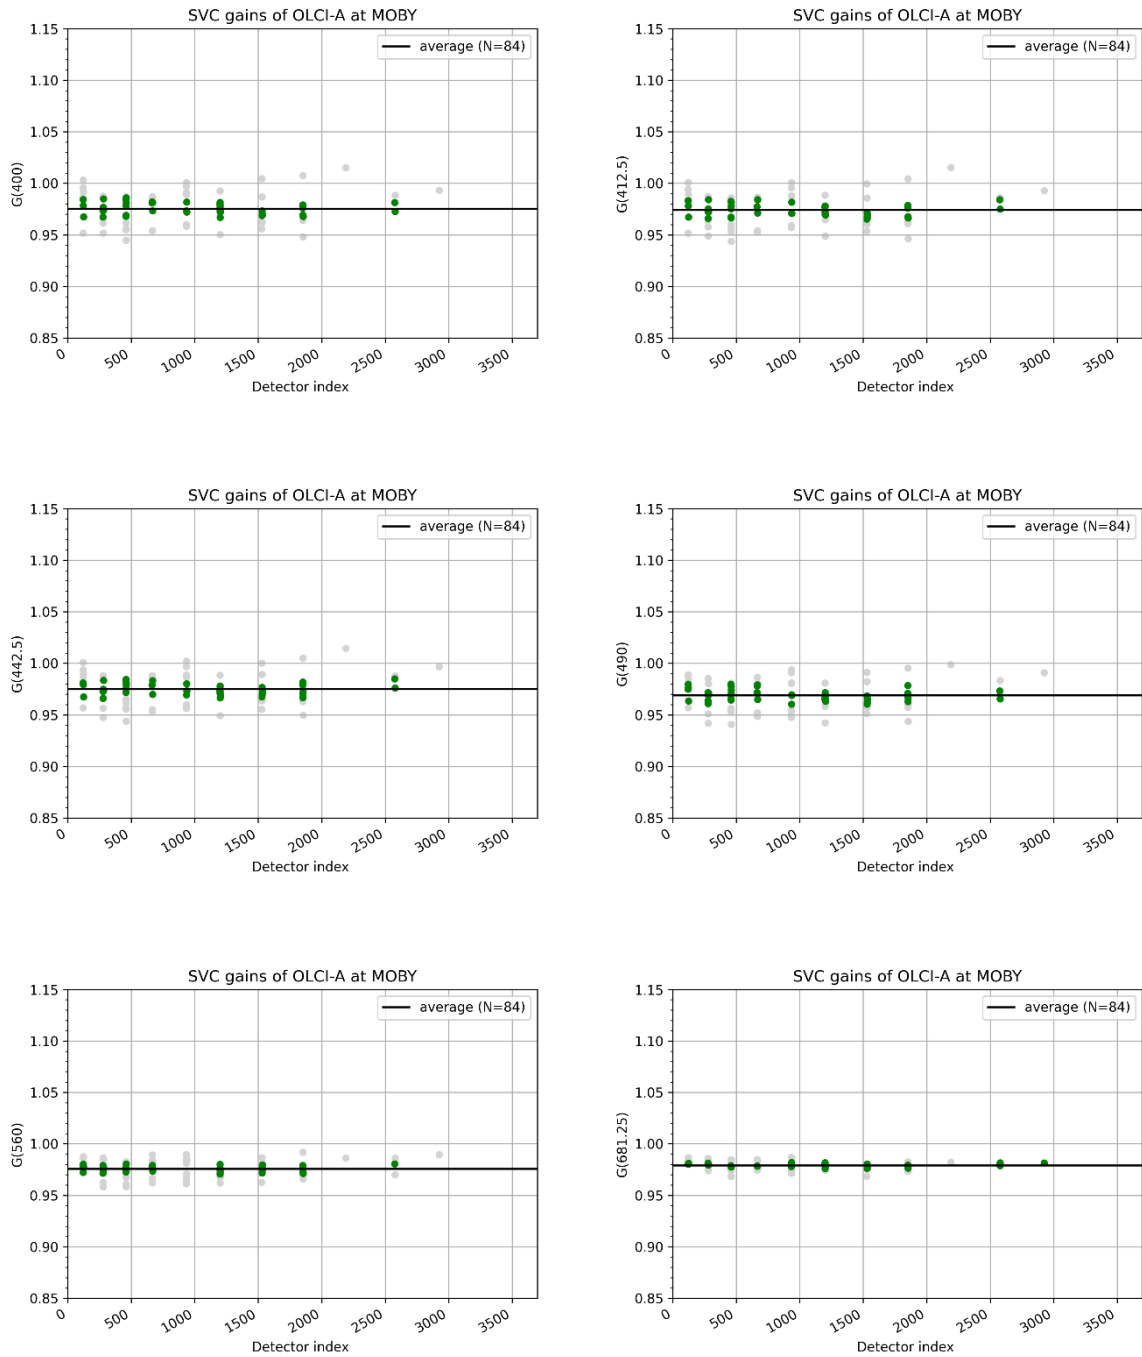 SVC gains of OLCI-A at MOBY
average (N=84)
G(400)
1.15
1.10
1.05
1.00
0.95
0.90
0.85
0 500 1000 1500 2000 2500 3000 3500
Detector index
SVC gains of OLCI-A at MOBY
average (N=84)
G(412.5)
1.15
1.10
1.05
1.00
0.95
0.90
0.85
0 500 1000 1500 2000 2500 3000 3500
Detector index
SVC gains of OLCI-A at MOBY
average (N=84)
G(442.5)
1.15
1.10
1.05
1.00
0.95
0.90
0.85
0 500 1000 1500 2000 2500 3000 3500
Detector index
SVC gains of OLCI-A at MOBY
average (N=84)
G(490)
1.15
1.10
1.05
1.00
0.95
0.90
0.85
0 500 1000 1500 2000 2500 3000 3500
Detector index
SVC gains of OLCI-A at MOBY
average (N=84)
G(560)
1.15
1.10
1.05
1.00
0.95
0.90
0.85
0 500 1000 1500 2000 2500 3000 3500
Detector index
SVC gains of OLCI-A at MOBY
average (N=84)
G(681.25)
1.15
1.10
1.05
1.00
0.95
0.90
0.85
0 500 1000 1500 2000 2500 3000 3500
Detector index